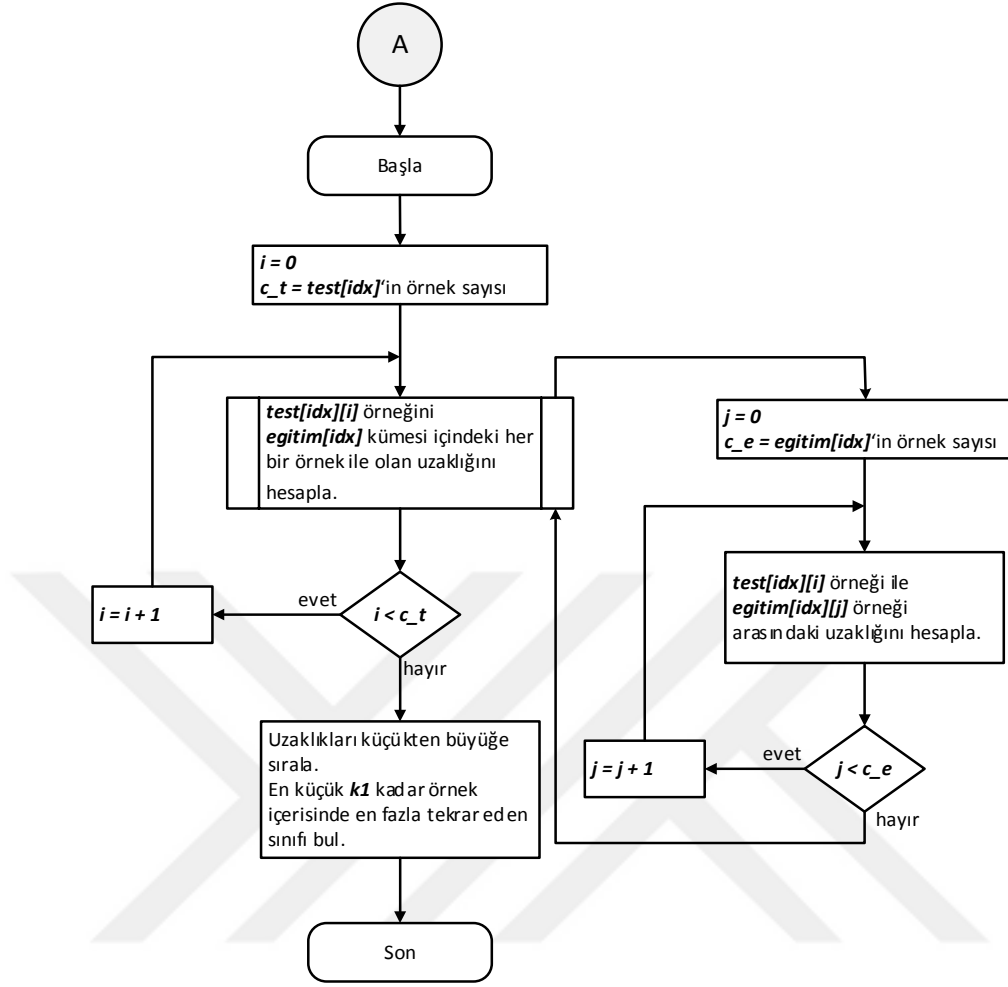 A
Başla
i = 0
c_t = test[idx]‘in örnek sayısı
test[idx][i] örneğini
egitim[idx] kümesi içindeki her
bir örnek ile olan uzaklığını
hesapla.
evet
i = i + 1
i < c_t
hayır
Uzaklıkları küçükten büyüğe
sırala.
En küçük k1 kadar örnek
içerisinde en fazla tekrar eden
sınıfı bul.
Son
j = 0
c_e = egitim[idx]‘in örnek sayısı
test[idx][i] örneği ile
egitim[idx][j] örneği
arasındaki uzaklığını hesapla.
evet
j = j + 1
j < c_e
hayır